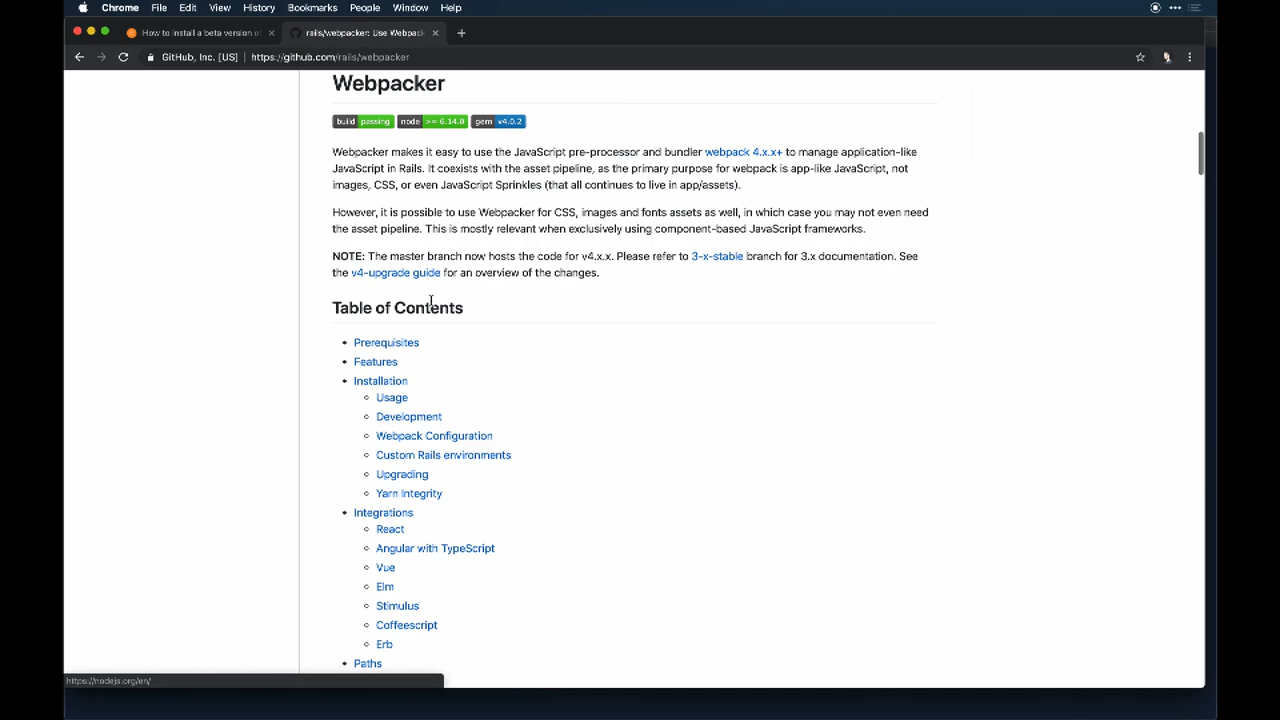 Chrome File Edit View History Bookmarks People Window Help
How to install a beta version of
rails/webpacker: Use Webpack
GitHub, Inc. [US] https://github.com/rails/webpacker
Webpacker
build passing node >= 6.14.0 gem v4.0.2
Webpacker makes it easy to use the JavaScript pre-processor and bundler webpack 4.x.x+ to manage application-like
JavaScript in Rails. It coexists with the asset pipeline, as the primary purpose for webpack is app-like JavaScript, not
images, CSS, or even JavaScript Sprinkles (that all continues to live in app/assets).
However, it is possible to use Webpacker for CSS, images and fonts assets as well, in which case you may not even need
the asset pipeline. This is mostly relevant when exclusively using component-based JavaScript frameworks.
NOTE: The master branch now hosts the code for v4.x.x. Please refer to 3-x-stable branch for 3.x documentation. See
the v4-upgrade guide for an overview of the changes.
Table of Contents
Prerequisites
Features
Installation
Usage
Development
Webpack Configuration
Custom Rails environments
Upgrading
Yarn Integrity
Integrations
React
Angular with TypeScript
Vue
Elm
Stimulus
Coffeescript
Erb
Paths
https://nodejs.org/en/